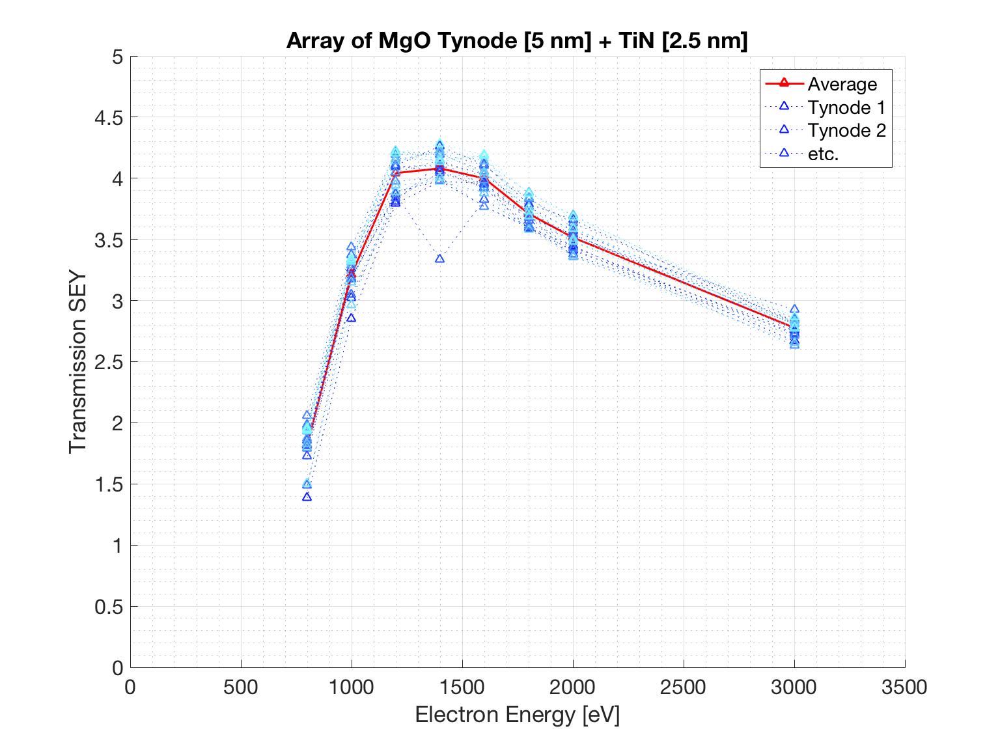 Array of MgO Tynode [5 nm] + TiN [2.5 nm]
Average
Tynode 1
Tynode 2
etc.
5
4.5
4
3.5
3
2.5
2
1.5
1
0.5
0
Transmission SEY
0 500 1000 1500 2000 2500 3000 3500
Electron Energy [eV]